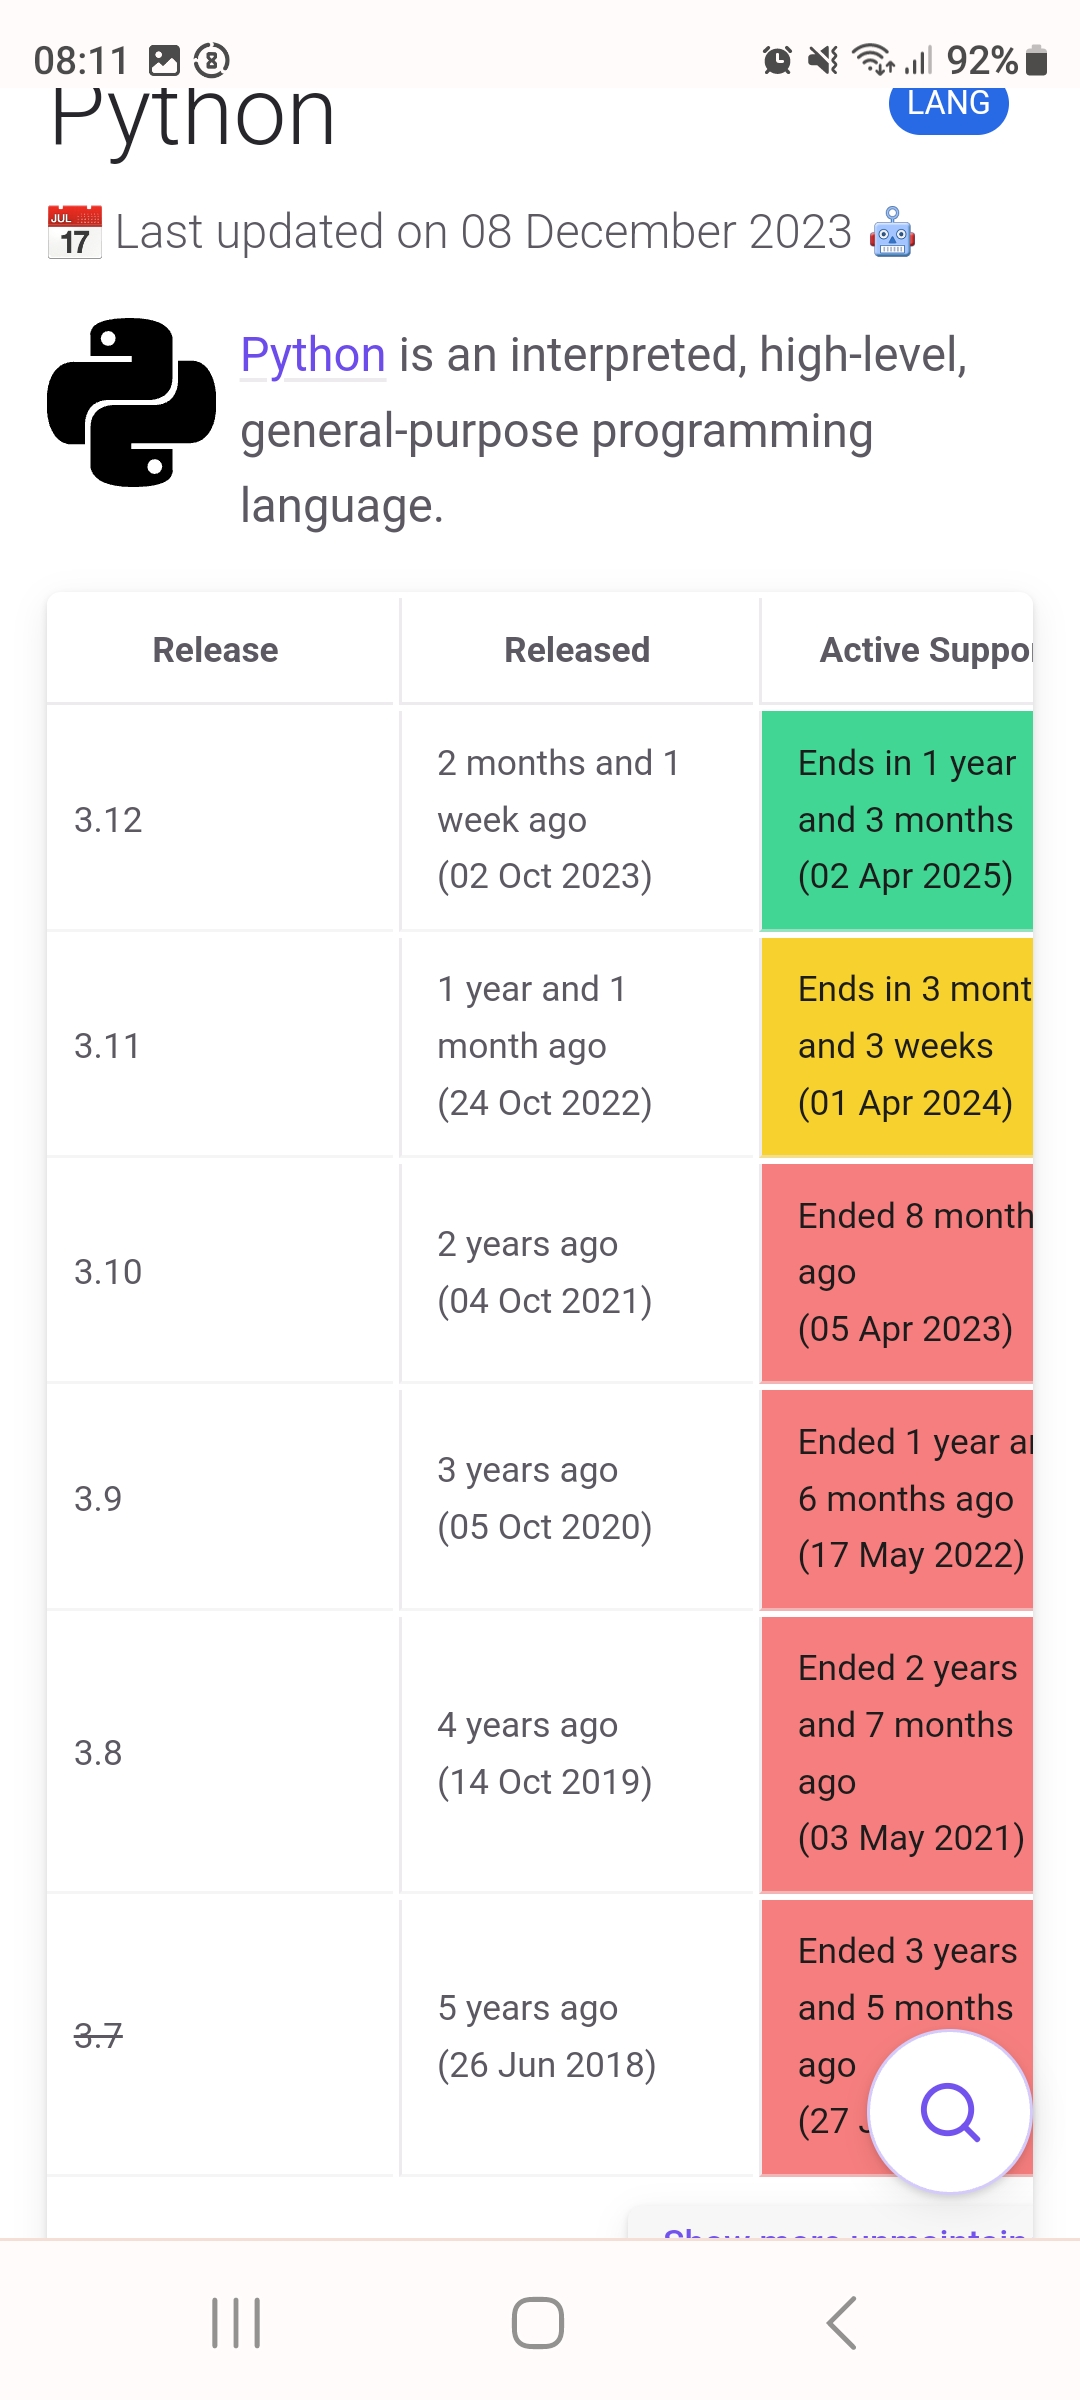 08:11 92%
Python LANG
JUL
17
Last updated on 08 December 2023
Python is an interpreted, high-level,
general-purpose programming
language.
Release Released Active Suppor
3.12
2 months and 1
week ago
(02 Oct 2023)
Ends in 1 year
and 3 months
(02 Apr 2025)
3.11
1 year and 1
month ago
(24 Oct 2022)
Ends in 3 mont
and 3 weeks
(01 Apr 2024)
3.10
2 years ago
(04 Oct 2021)
Ended 8 month
ago
(05 Apr 2023)
3.9
3 years ago
(05 Oct 2020)
Ended 1 year an
6 months ago
(17 May 2022)
3.8
4 years ago
(14 Oct 2019)
Ended 2 years
and 7 months
ago
(03 May 2021)
3.7
5 years ago
(26 Jun 2018)
Ended 3 years
and 5 months
ago
(27 J
Show more unmaintain